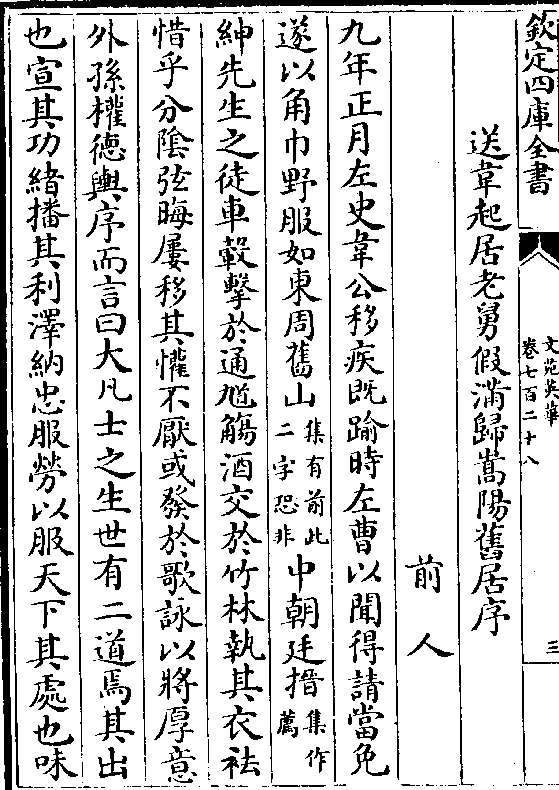 欽定四庫全書
文苑英華
卷七百二十八
三
送韋起居老舅假滿歸嵩陽舊居序
前人
九年正月左史韋公移疾既踰時左曹以聞得請當免
遂以角巾野服如東周舊山集有前此二字恐非中朝廷搢集作薦
紳先生之徒車轂擊於通逵觴酒交於竹林執其衣袪
惜乎分陰弦晦屢移其懽不厭或發於歌詠以將厚意
外孫權德輿序而言曰大凡士之生世有二道焉其出
也宣其功緒播其利澤納忠服勞以服天下其處也味